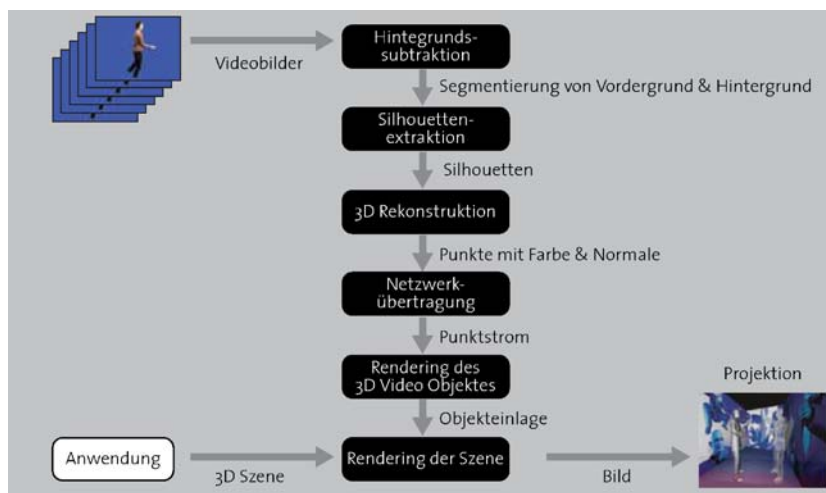 Hintegrunds-
subtraktion
Videobilder
Segmentierung von Vordergrund & Hintergrund
Silhouetten-
extraktion
Silhouetten
3D Rekonstruktion
Punkte mit Farbe & Normale
Netzwerk-
übertragung
Punktstrom
Rendering des
3D Video Objektes
Projektion
Objekteinlage
Anwendung
Rendering der Szene
3D Szene
Bild